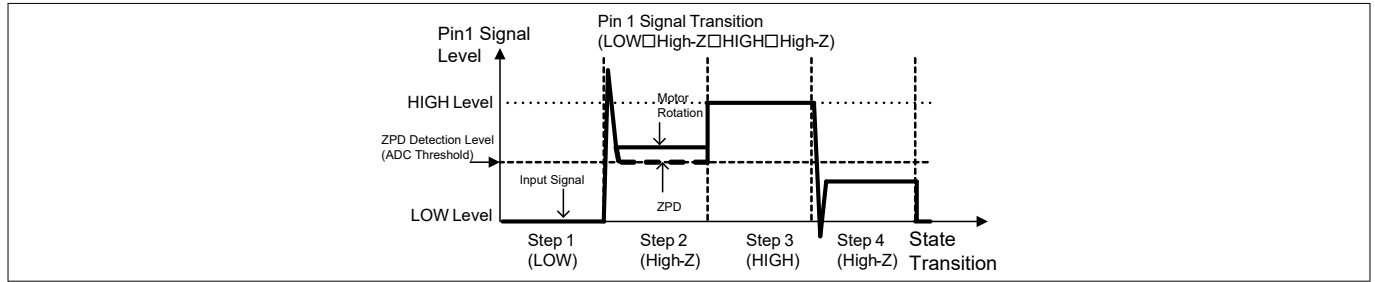 Pin 1 Signal Transition
(LOW□High-Z□HIGH□High-Z)
Pin1 Signal
Level
HIGH Level
Motor
Rotation
ZPD Detection Level
(ADC Threshold)
Input Signal
ZPD
LOW Level
Step 1
(LOW)
Step 2
(High-Z)
Step 3
(HIGH)
Step 4
(High-Z)
State
Transition